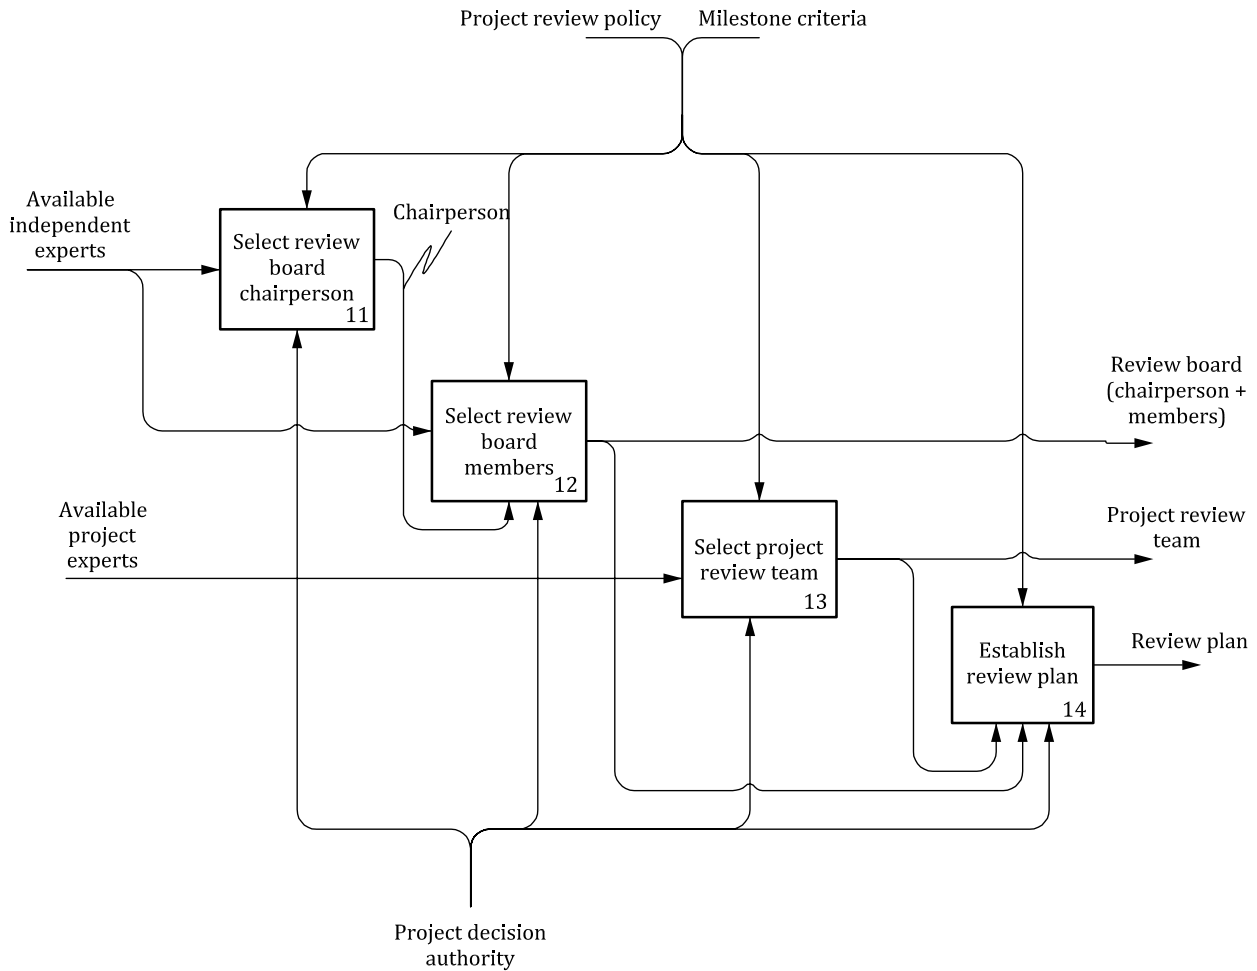 Project review policy
Milestone criteria
Available
independent
experts
Chairperson
Select review
board
chairperson
11
Review board
(chairperson +
members)
Select review
board
members
12
Available
project
experts
Project review
team
Select project
review team
13
Review plan
Establish
review plan
14
Project decision
authority